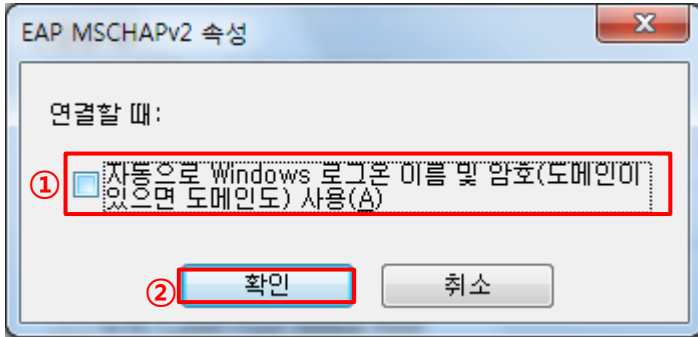 EAP MSCHAPv2 속성
연결할 때:
① 자동으로 Windows 로그온 이름 및 암호(도메인이
있으면 도메인도) 사용(A)
② 확인 취소